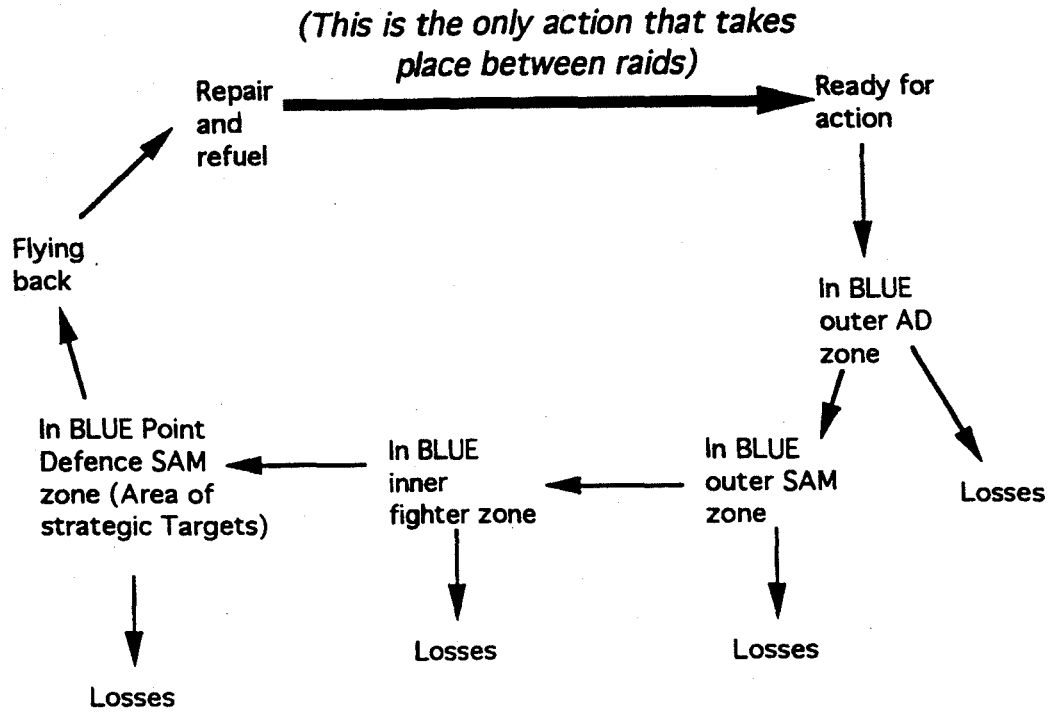 (This is the only action that takes
place between raids)
Repair
and
refuel
Ready for
action
Flying
back
In BLUE
outer AD
zone
In BLUE Point
Defence SAM
zone (Area of
strategic Targets)
In BLUE
inner
fighter zone
In BLUE
outer SAM
zone
Losses
Losses
Losses
Losses